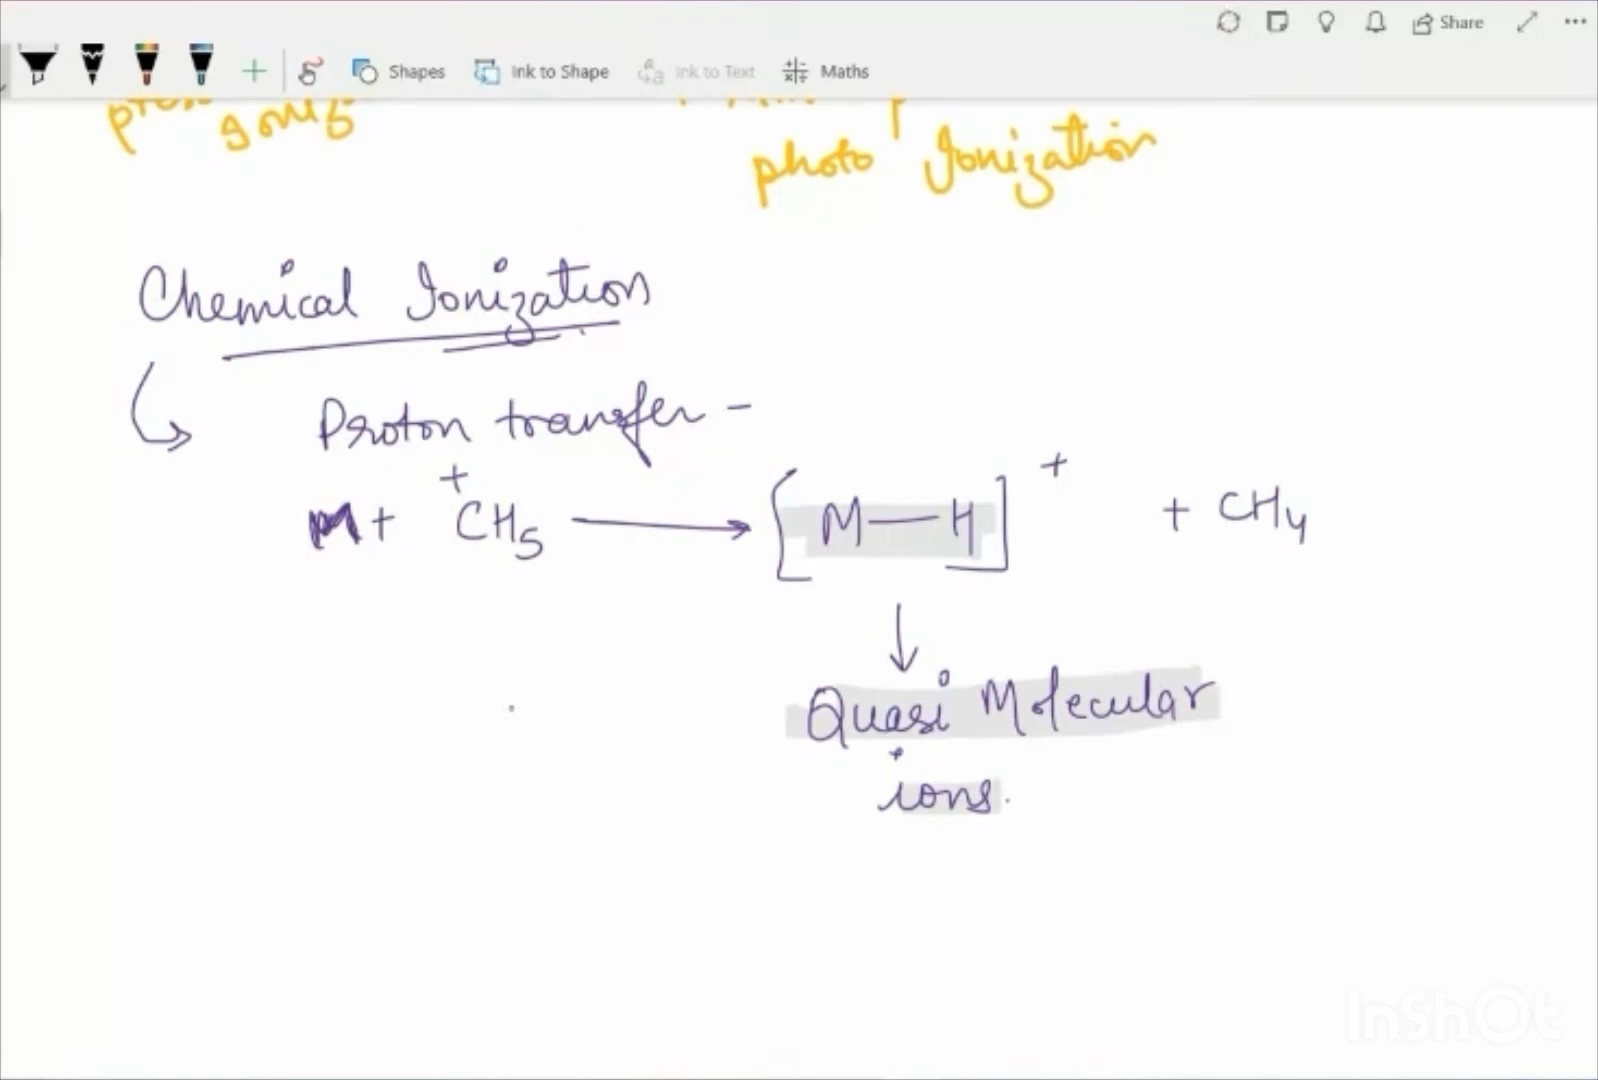 Share
Shapes Ink to Shape Ink to Text Maths
photo Ionization
Chemical Ionization
Proton transfer -
M + +CH5 ⟶ [M—H]+ + CH4
↓
Quasi Molecular
ions.
InShOt